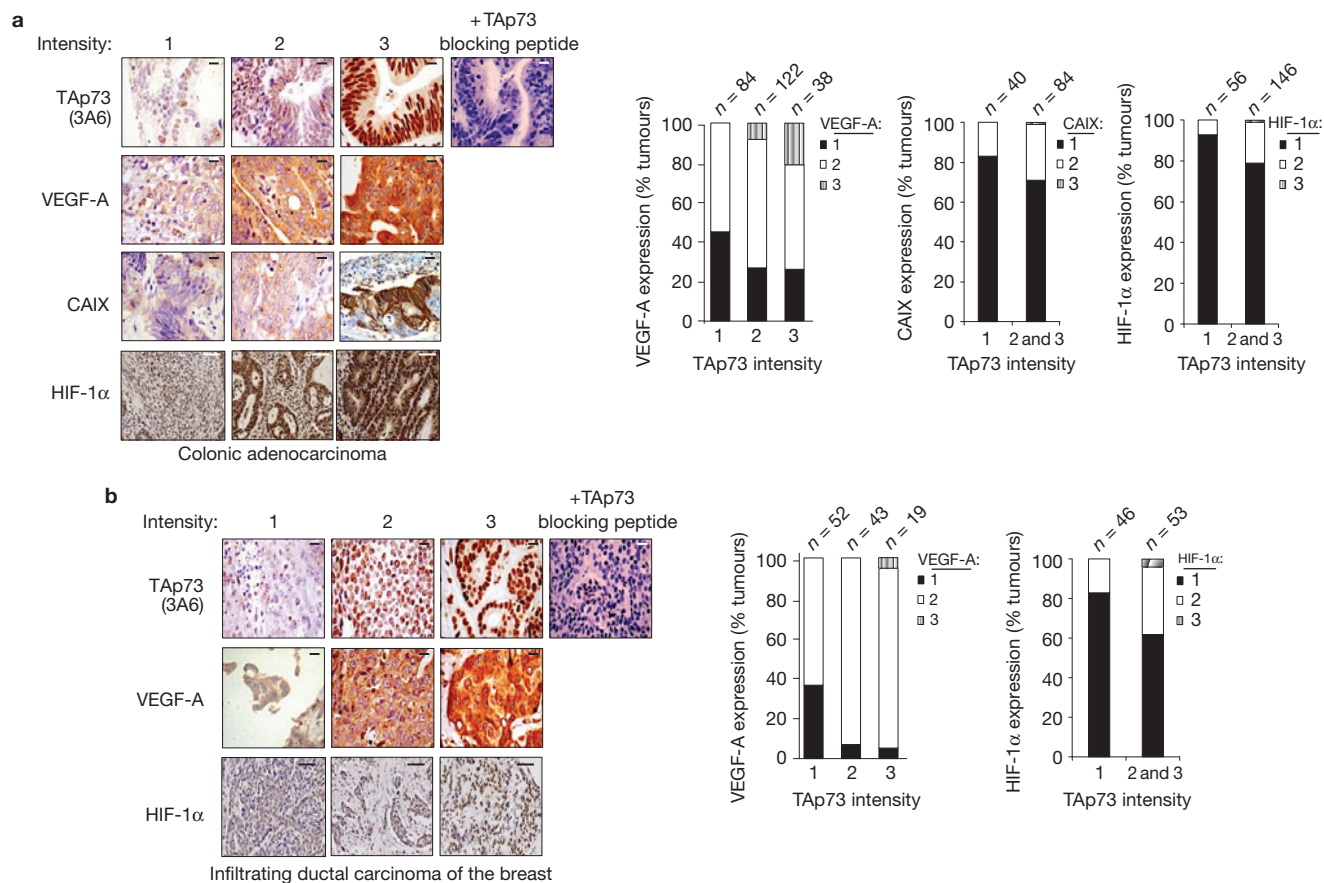 a
Intensity: 1 2 3 +TAp73 blocking peptide
TAp73
(3A6)
VEGF-A
CAIX
HIF-1α
Colonic adenocarcinoma
n = 84 n = 122 n = 38
VEGF-A expression (% tumours)
100
80
60
40
20
0
1 2 3
TAp73 intensity
VEGF-A:
1
2
3
n = 40 n = 84
CAIX expression (% tumours)
100
80
60
40
20
0
1 2 and 3
TAp73 intensity
CAIX:
1
2
3
n = 56 n = 146
HIF-1α expression (% tumours)
100
80
60
40
20
0
1 2 and 3
TAp73 intensity
HIF-1α:
1
2
3
b
Intensity: 1 2 3 +TAp73 blocking peptide
TAp73
(3A6)
VEGF-A
HIF-1α
Infiltrating ductal carcinoma of the breast
n = 52 n = 43 n = 19
VEGF-A expression (% tumours)
100
80
60
40
20
0
1 2 3
TAp73 intensity
VEGF-A:
1
2
3
n = 46 n = 53
HIF-1α expression (% tumours)
100
80
60
40
20
0
1 2 and 3
TAp73 intensity
HIF-1α:
1
2
3